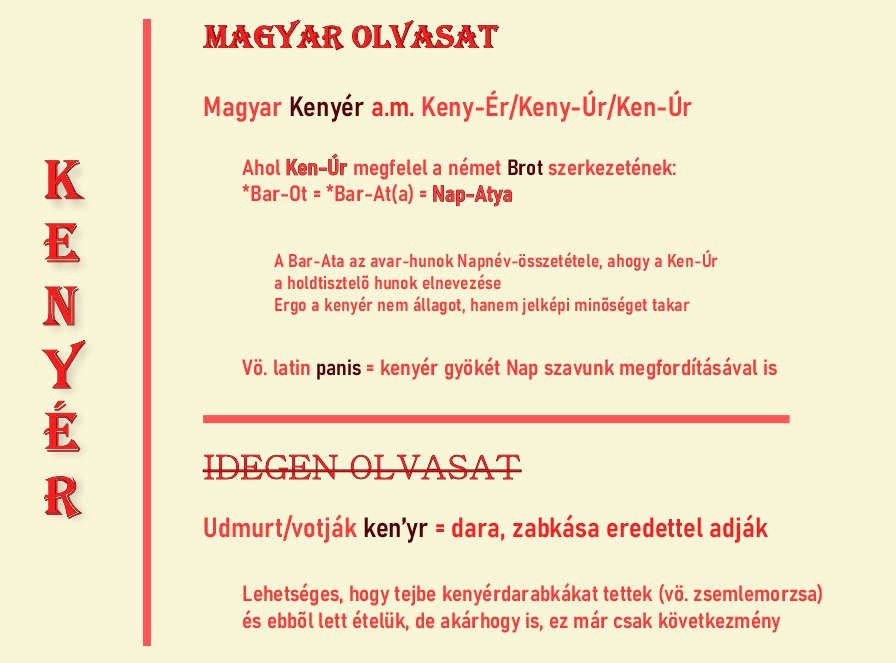 KENYÉR
MAGYAR OLVASAT
Magyar Kenyér a.m. Keny-Ér/Keny-Úr/Ken-Úr
Ahol Ken-Úr megfelel a német Brot szerkezetének:
*Bar-Ot = *Bar-At(a) = Nap-Atya
A Bar-Ata az avar-hunok Napnév-összetétele, ahogy a Ken-Úr
a holdtisztelõ hunok elnevezése
Ergo a kenyér nem állagot, hanem jelképi minõséget takar
Vö. latin panis = kenyér gyökét Nap szavunk megfordításával is
IDEGEN OLVASAT
Udmurt/votják ken'yr = dara, zabkása eredettel adják
Lehetséges, hogy tejbe kenyérdarabkákat tettek (vö. zsemlemorzsa)
és ebbõl lett ételük, de akárhogy is, ez már csak következmény